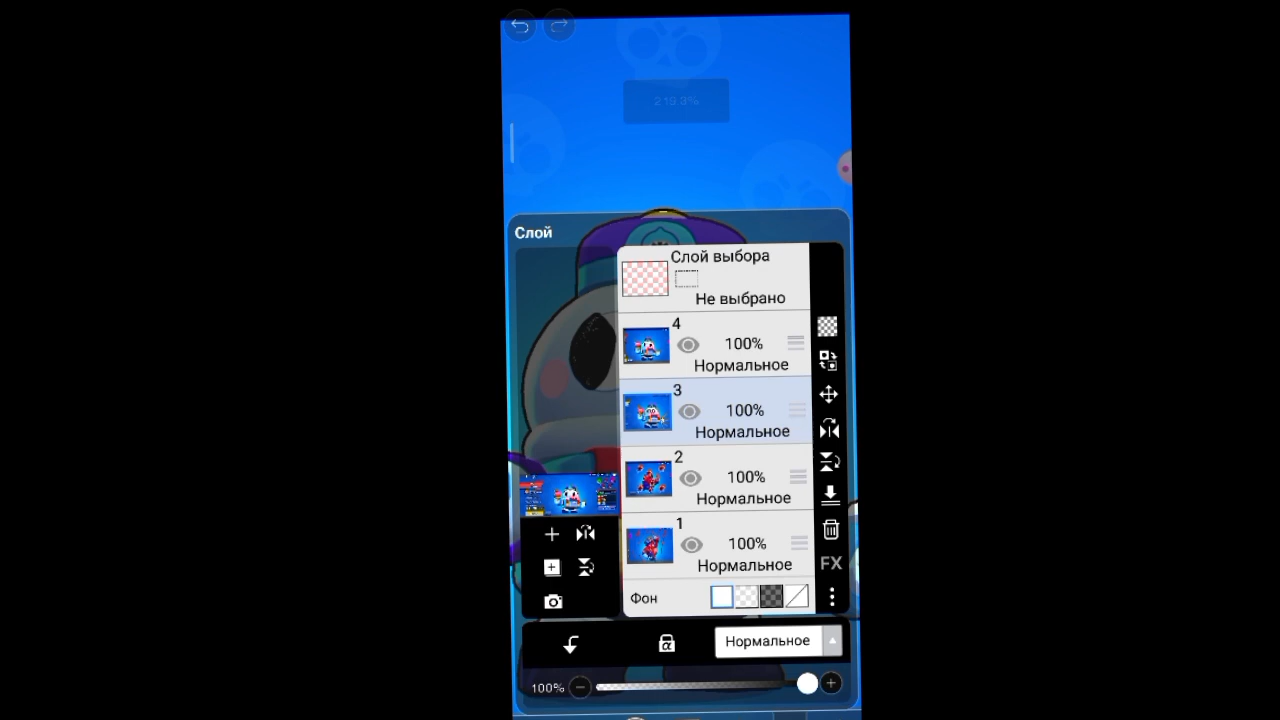 219.3%
Слой
Слой выбора
Не выбрано
4
100%
Нормальное
3
100%
Нормальное
2
100%
Нормальное
1
100%
Нормальное
FX
Фон
α
Нормальное
100%